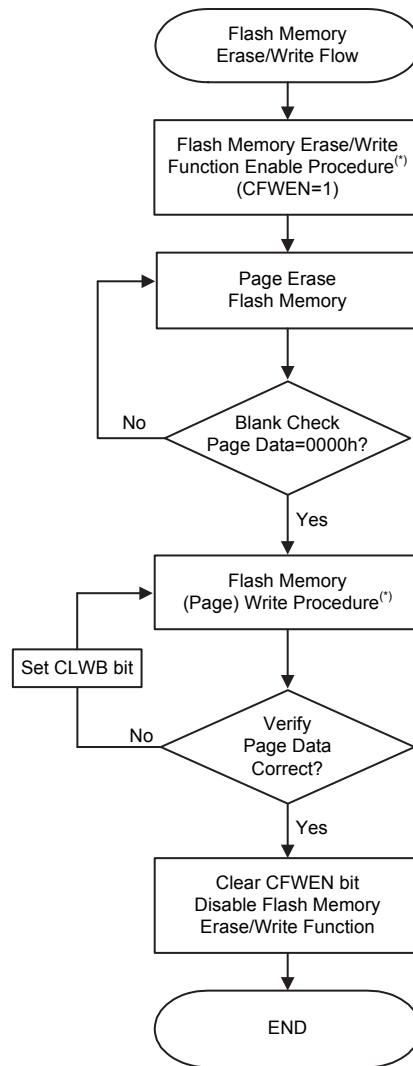 Flash Memory
Erase/Write Flow
Flash Memory Erase/Write
Function Enable Procedure(*)
(CFWEN=1)
Page Erase
Flash Memory
No
Blank Check
Page Data=0000h?
Yes
Flash Memory
(Page) Write Procedure(*)
Set CLWB bit
No
Verify
Page Data
Correct?
Yes
Clear CFWEN bit
Disable Flash Memory
Erase/Write Function
END